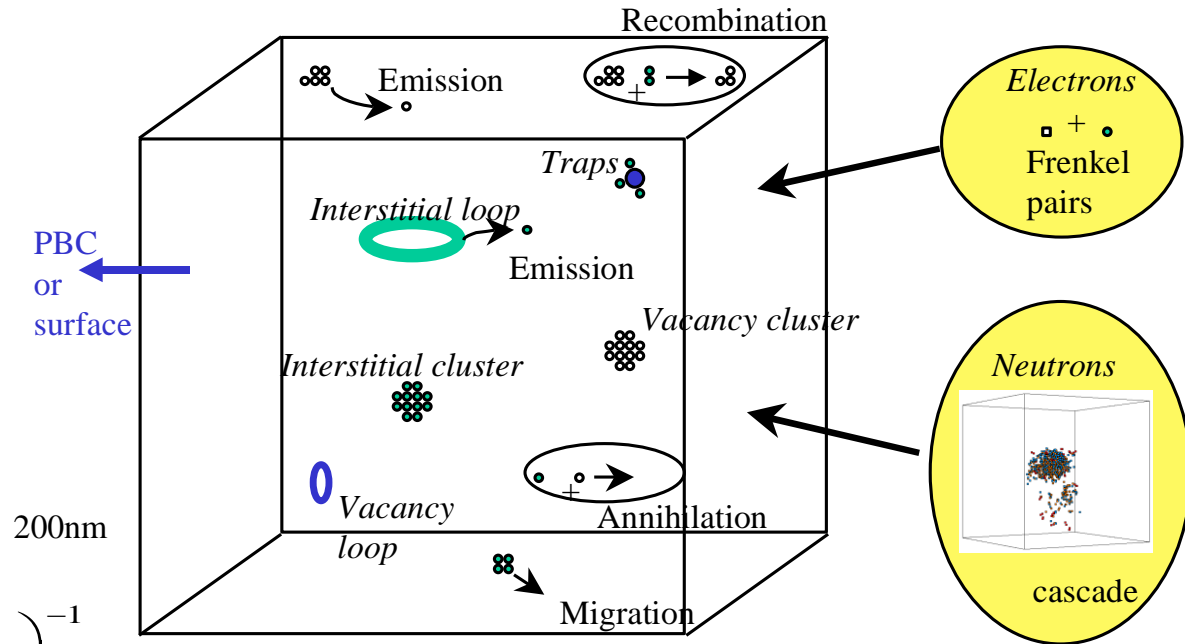 Recombination
Emission
+
Electrons
+
Frenkel
pairs
Traps
Interstitial loop
PBC
or
surface
Emission
Vacancy cluster
Interstitial cluster
Neutrons
+
Annihilation
Vacancy
loop
200nm
cascade
Migration
−1